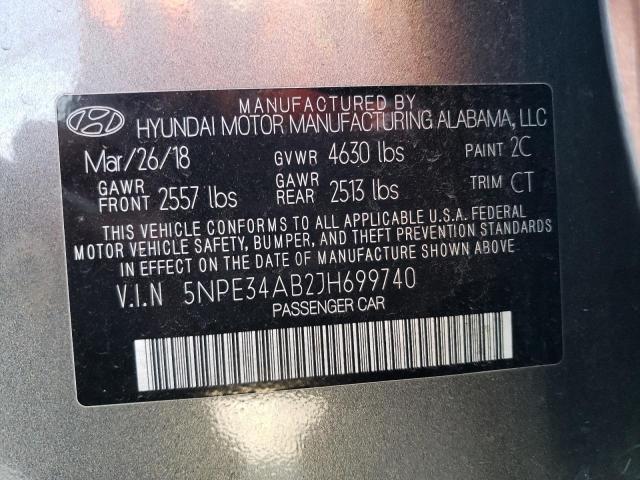 MANUFACTURED BY
HYUNDAI MOTOR MANUFACTURING ALABAMA, LLC
Mar/26/18 GVWR 4630 lbs PAINT 2C
GAWR FRONT 2557 lbs GAWR REAR 2513 lbs TRIM CT
THIS VEHICLE CONFORMS TO ALL APPLICABLE U.S.A. FEDERAL
MOTOR VEHICLE SAFETY, BUMPER, AND THEFT PREVENTION STANDARDS
IN EFFECT ON THE DATE OF MANUFACTURE SHOWN ABOVE.
V.I.N 5NPE34AB2JH699740
PASSENGER CAR